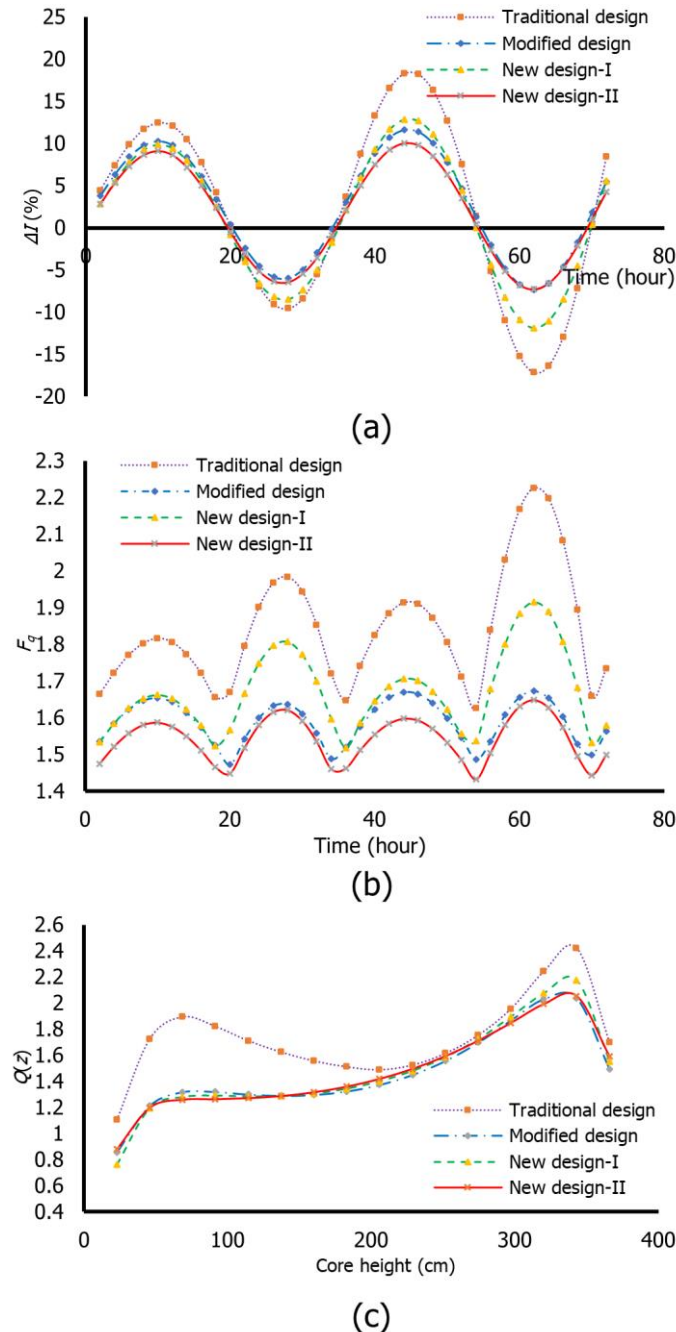 25
20
15
10
5
0
-5
-10
-15
-20
ΔI (%)
0 20 40 60 80
Time (hour)
Traditional design
Modified design
New design-I
New design-II
(a)
2.3
2.2
2.1
2
1.9
1.8
1.7
1.6
1.5
1.4
Fq
Traditional design
Modified design
New design-I
New design-II
0 20 40 60 80
Time (hour)
(b)
2.6
2.4
2.2
2
1.8
1.6
1.4
1.2
1
0.8
0.6
0.4
Q(z)
Traditional design
Modified design
New design-I
New design-II
0 100 200 300 400
Core height (cm)
(c)